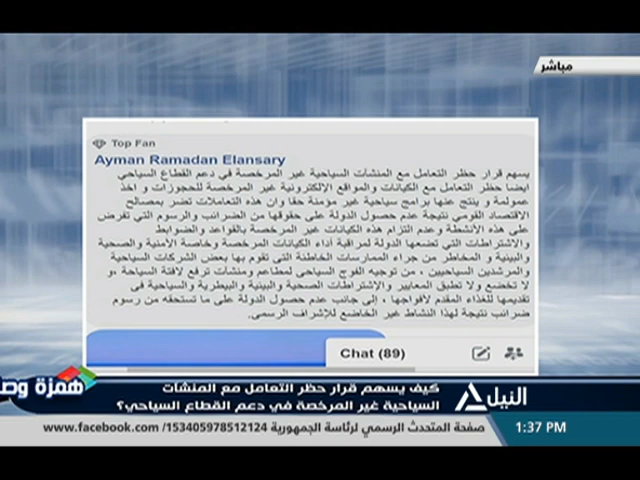 مباشر
Top Fan
Ayman Ramadan Elansary
يسهم قرار حظر التعامل مع المنشآت السياحية غير المرخصة في دعم القطاع السياحي
ايضا حظر التعامل مع الكيانات والمواقع الالكترونية غير المرخصة للحجوزات و اخذ
عمولة و ينتج عنها برامج سياحية غير مؤمنة حقا وان هذه التعاملات تضر بمصالح
الاقتصاد القومي نتيجة عدم حصول الدولة على حقوقها من الضرائب والرسوم التي تفرض
على هذه الأنشطة وعدم التزام هذه الكيانات غير المرخصة بالقواعد والضوابط
والاشتراطات التي تضعها الدولة لمراقبة أداء الكيانات المرخصة وخاصة الأمنية والصحية
والبيئية و المخاطر من جراء الممارسات الخاطئة التي تقوم بها بعض الشركات السياحية
والمرشدين السياحيين ، من توجيه الفوج السياحى لمطاعم ومنشآت ترفع لافتة سياحة ،و
لا تخضع ولا تطبق المعايير والاشتراطات الصحية والبيئية والبيطرية والسياحية فى
تقديمها للغذاء المقدم لأفواجها ، إلى جانب عدم حصول الدولة على ما تستحقه من رسوم
ضرائب نتيجة لهذا النشاط غير الخاضع للإشراف الرسمى.
Chat (89)
همزة وصل
كيف يسهم قرار حظر التعامل مع المنشآت
السياحية غير المرخصة في دعم القطاع السياحي؟
النيل
صفحة المتحدث الرسمي لرئاسة الجمهورية www.facebook.com /153405978512124
1:37 PM